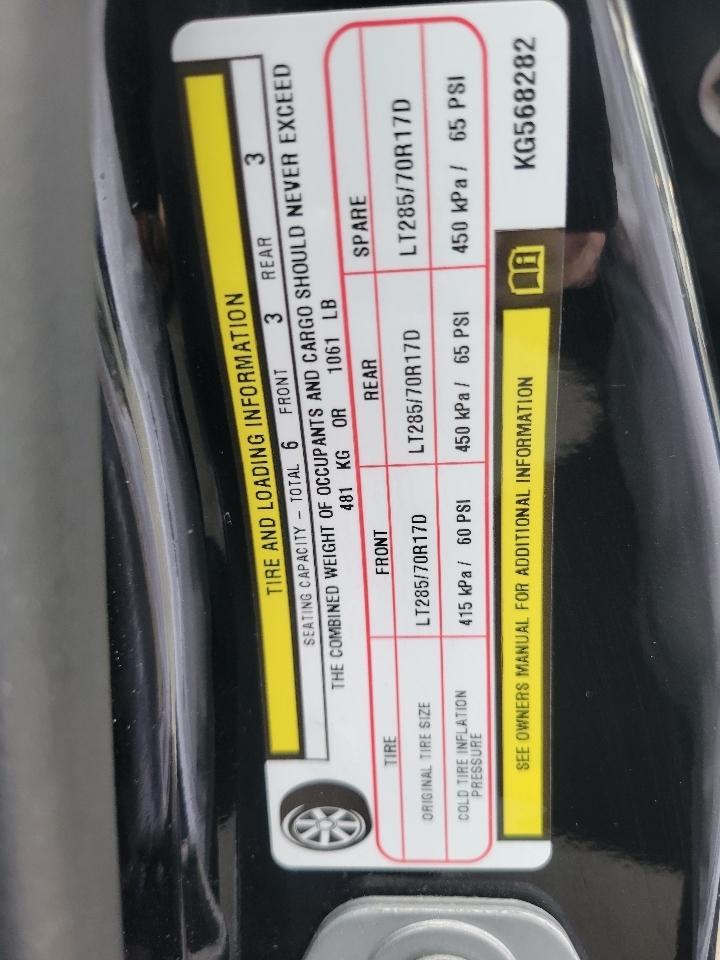 TIRE AND LOADING INFORMATION
SEATING CAPACITY - TOTAL 6 FRONT 3 REAR 3
THE COMBINED WEIGHT OF OCCUPANTS AND CARGO SHOULD NEVER EXCEED
481 KG OR 1061 LB
TIRE FRONT REAR SPARE
ORIGINAL TIRE SIZE LT285/70R17D LT285/70R17D LT285/70R17D
COLD TIRE INFLATION PRESSURE 415 kPa / 60 PSI 450 kPa / 65 PSI 450 kPa / 65 PSI
SEE OWNERS MANUAL FOR ADDITIONAL INFORMATION
KG568282